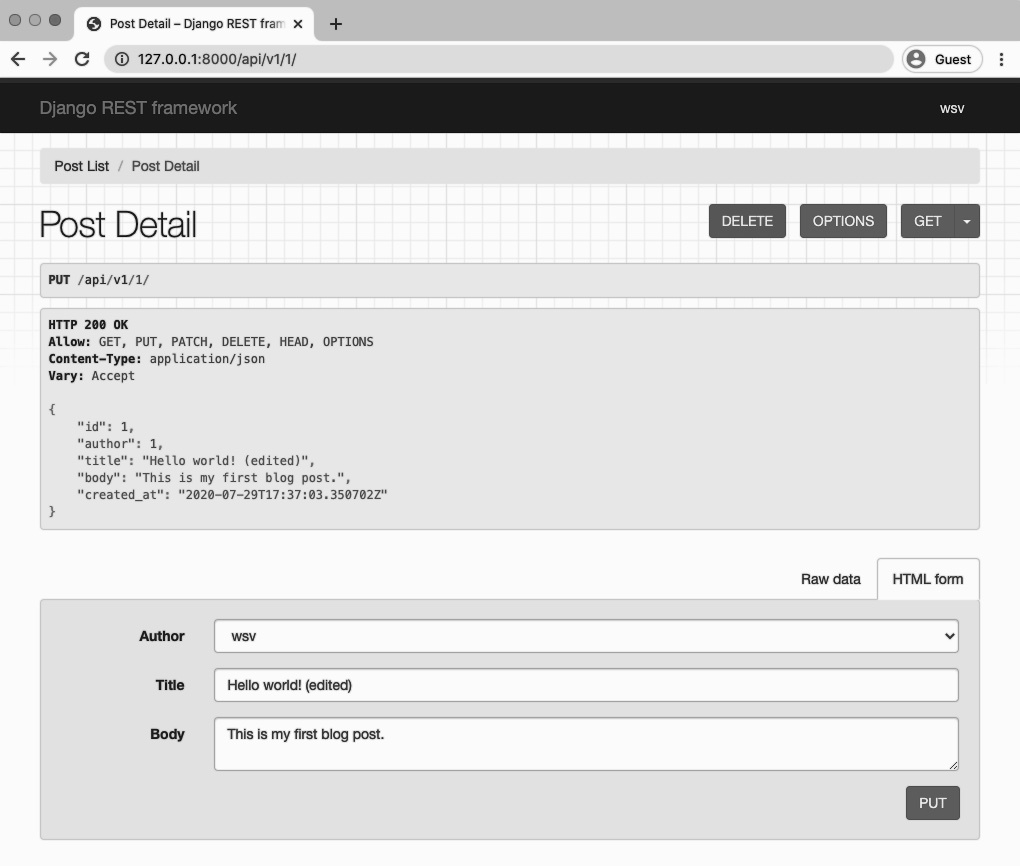 Post Detail – Django REST fram
127.0.0.1:8000/api/v1/1/
Guest
Django REST framework
wsv
Post List / Post Detail
Post Detail
DELETE
OPTIONS
GET
PUT /api/v1/1/
HTTP 200 OK
Allow: GET, PUT, PATCH, DELETE, HEAD, OPTIONS
Content-Type: application/json
Vary: Accept
{
    "id": 1,
    "author": 1,
    "title": "Hello world! (edited)",
    "body": "This is my first blog post.",
    "created_at": "2020-07-29T17:37:03.350702Z"
}
Raw data
HTML form
Author
wsv
Title
Hello world! (edited)
Body
This is my first blog post.
PUT